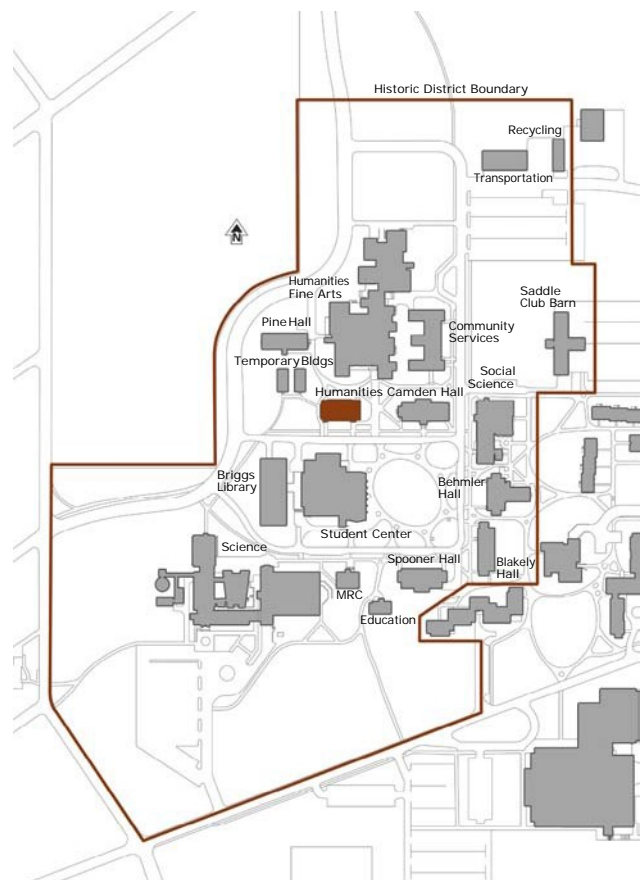 Historic District Boundary
Recycling
Transportation
N
Humanities
Fine Arts
Saddle
Club Barn
Pine Hall
Community
Services
Temporary Bldgs
Social
Science
Humanities
Camden Hall
Briggs
Library
Behmler
Hall
Student Center
Science
Spooner Hall
Blakely
Hall
MRC
Education